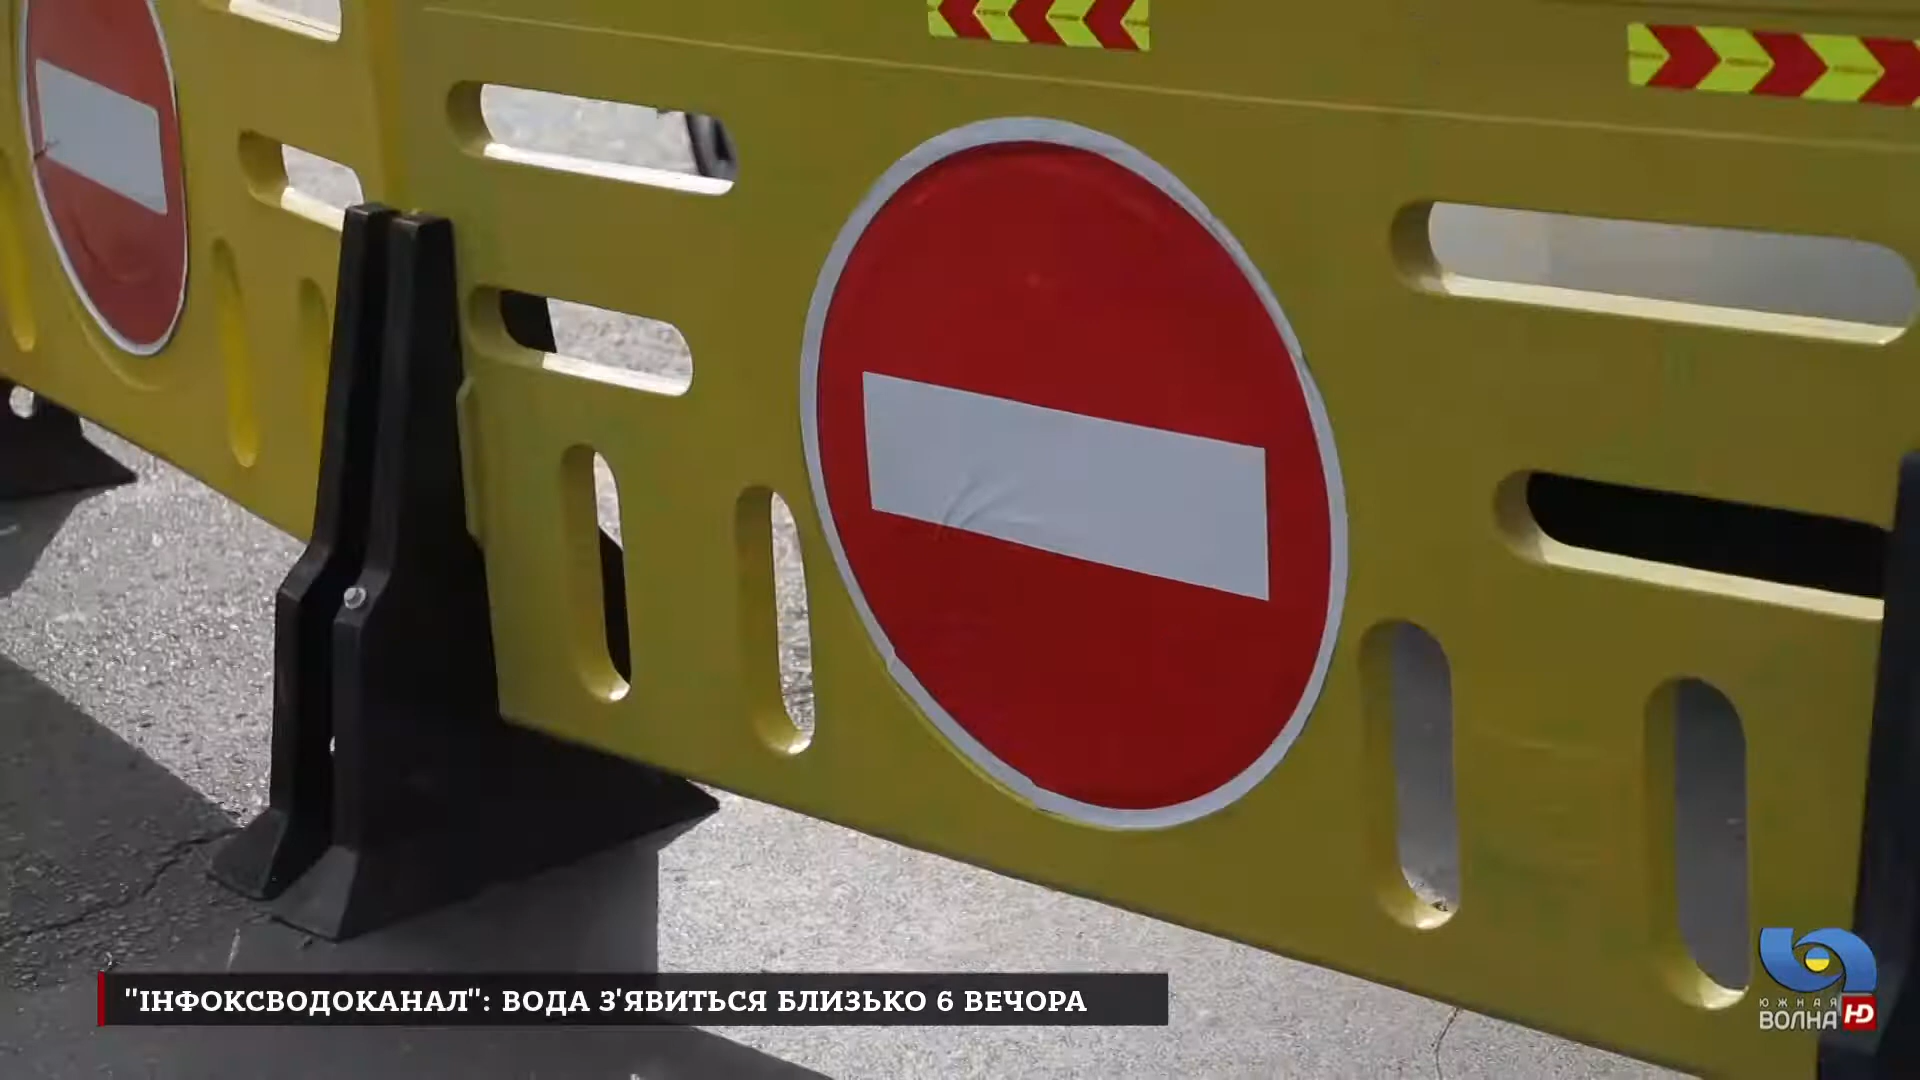 "ІНФОКСВОДОКАНАЛ": ВОДА З'ЯВИТЬСЯ БЛИЗЬКО 6 ВЕЧОРА
ЮЖНАЯ
ВОЛНА HD